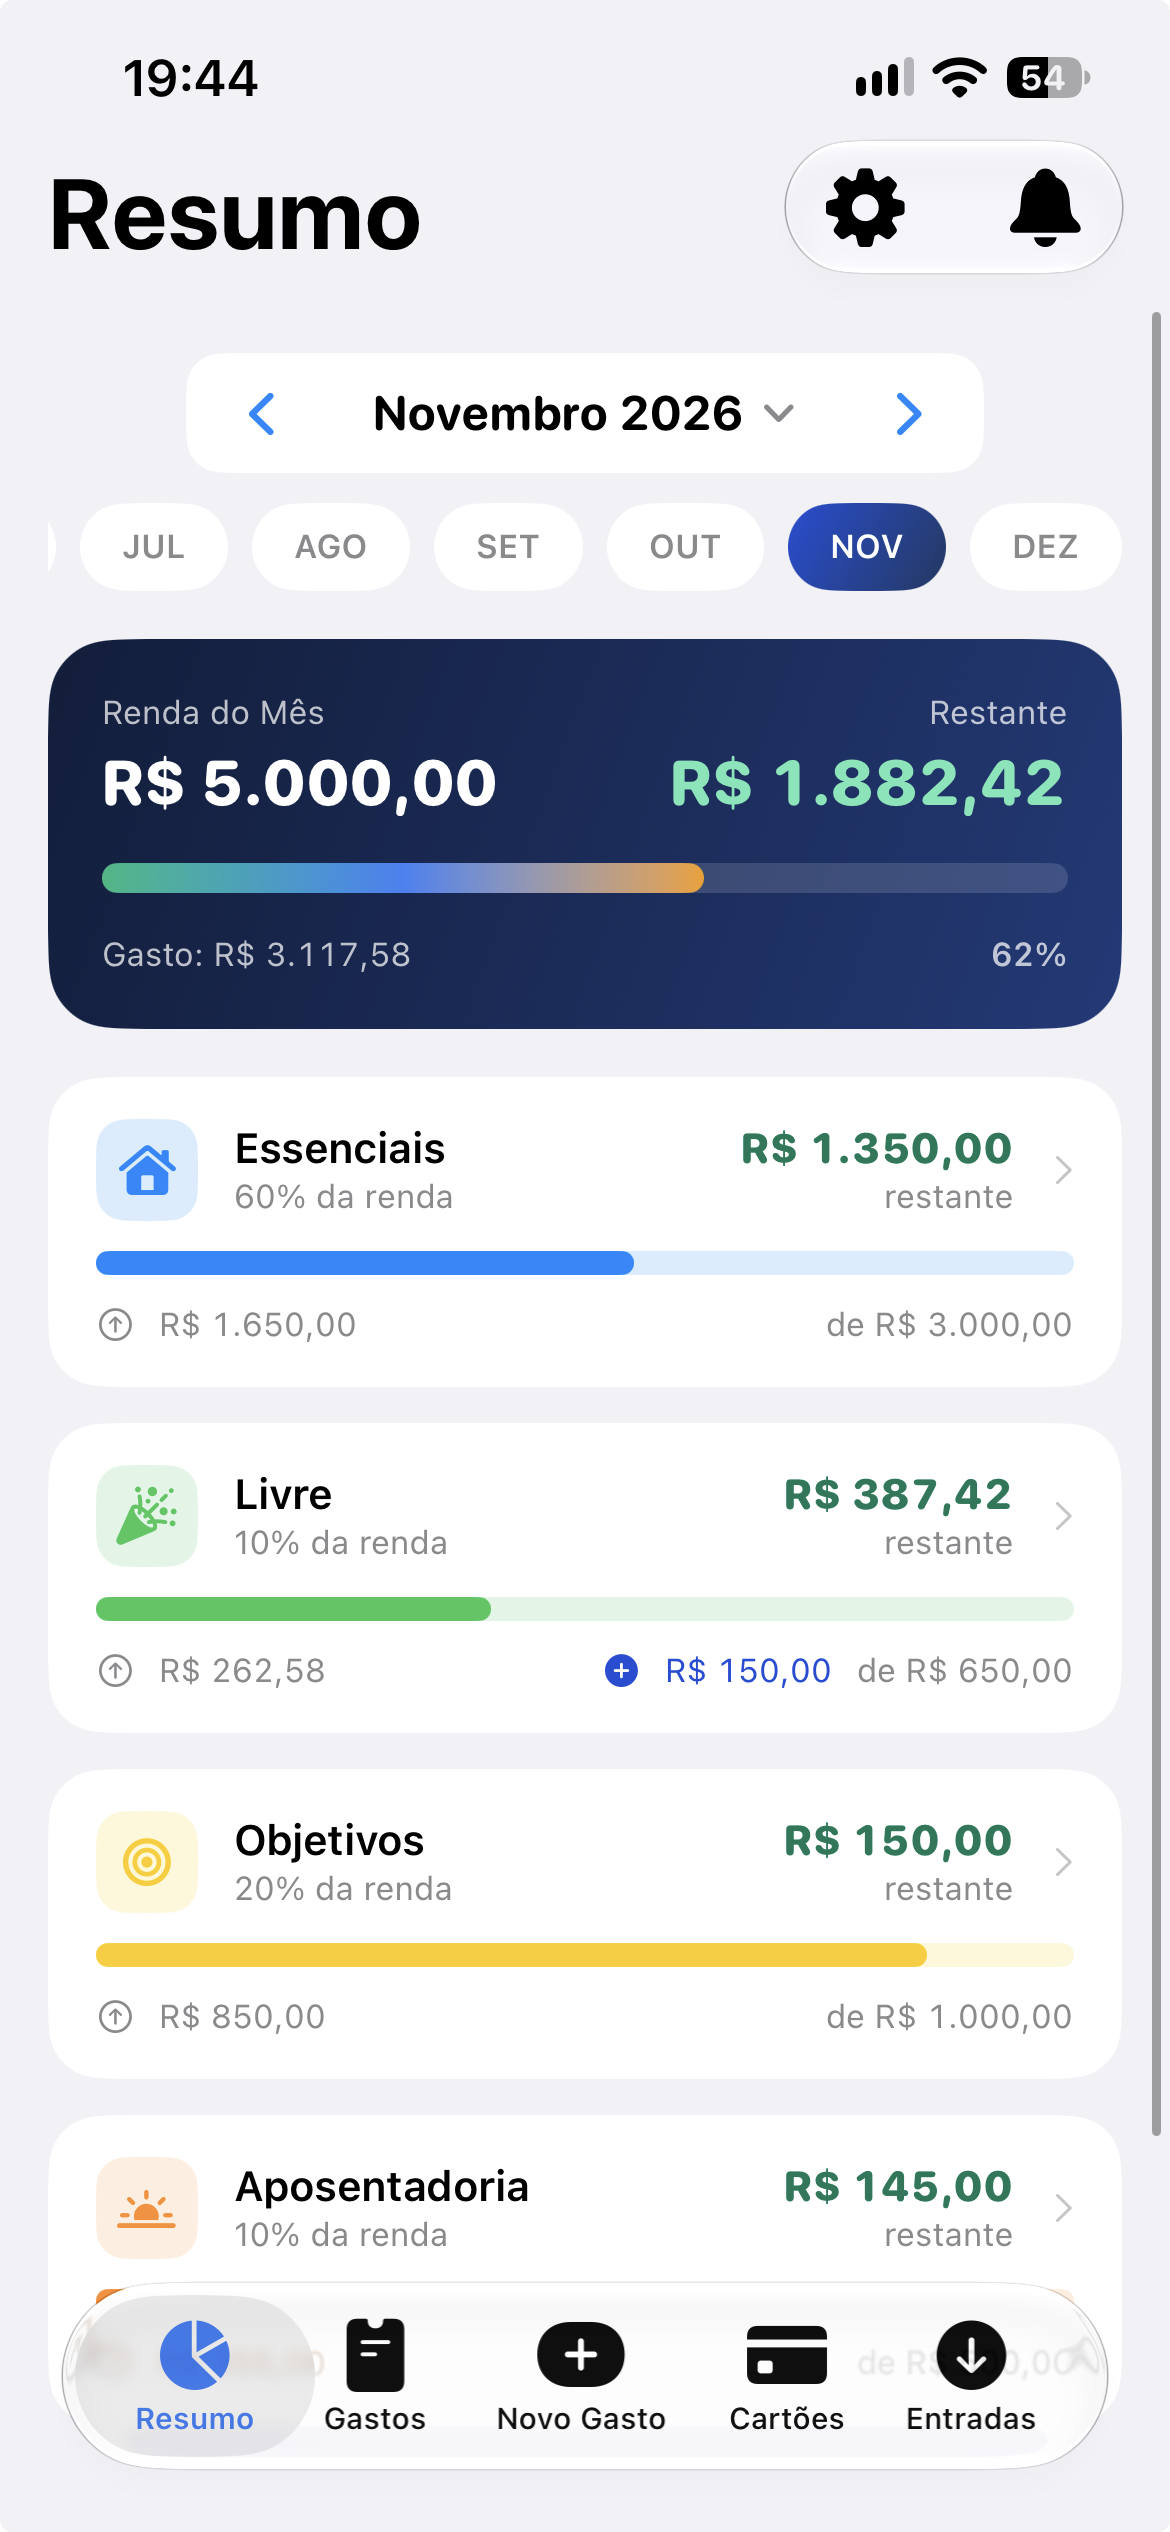 19:44
54
Resumo
Novembro 2026
JUL AGO SET OUT NOV DEZ
Renda do Mês Restante
R$ 5.000,00 R$ 1.882,42
Gasto: R$ 3.117,58 62%
Essenciais R$ 1.350,00
60% da renda restante
R$ 1.650,00 de R$ 3.000,00
Livre R$ 387,42
10% da renda restante
R$ 262,58 R$ 150,00 de R$ 650,00
Objetivos R$ 150,00
20% da renda restante
R$ 850,00 de R$ 1.000,00
Aposentadoria R$ 145,00
10% da renda restante
de
Resumo Gastos Novo Gasto Cartões Entradas